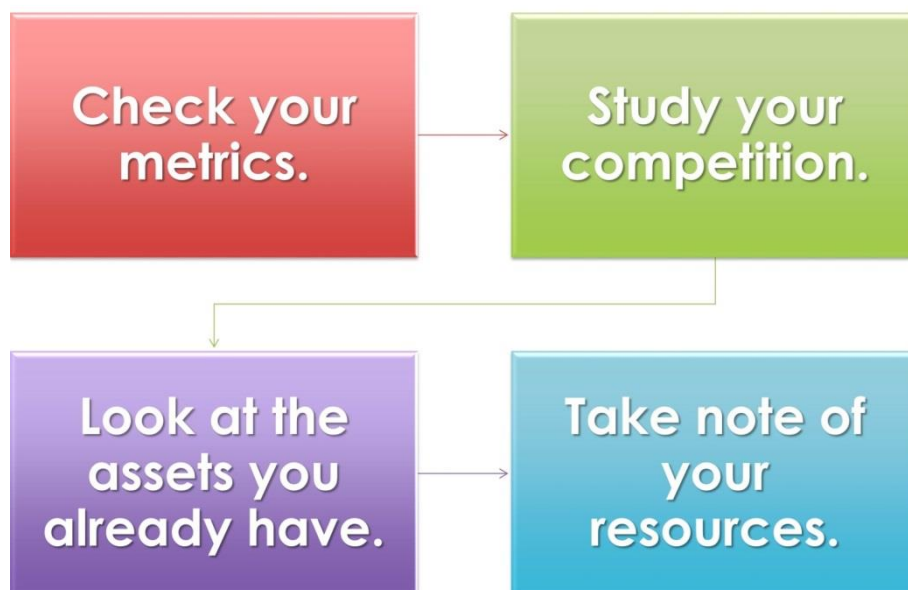 Check your
metrics.
Study your
competition.
Look at the
assets you
already have.
Take note of
your
resources.